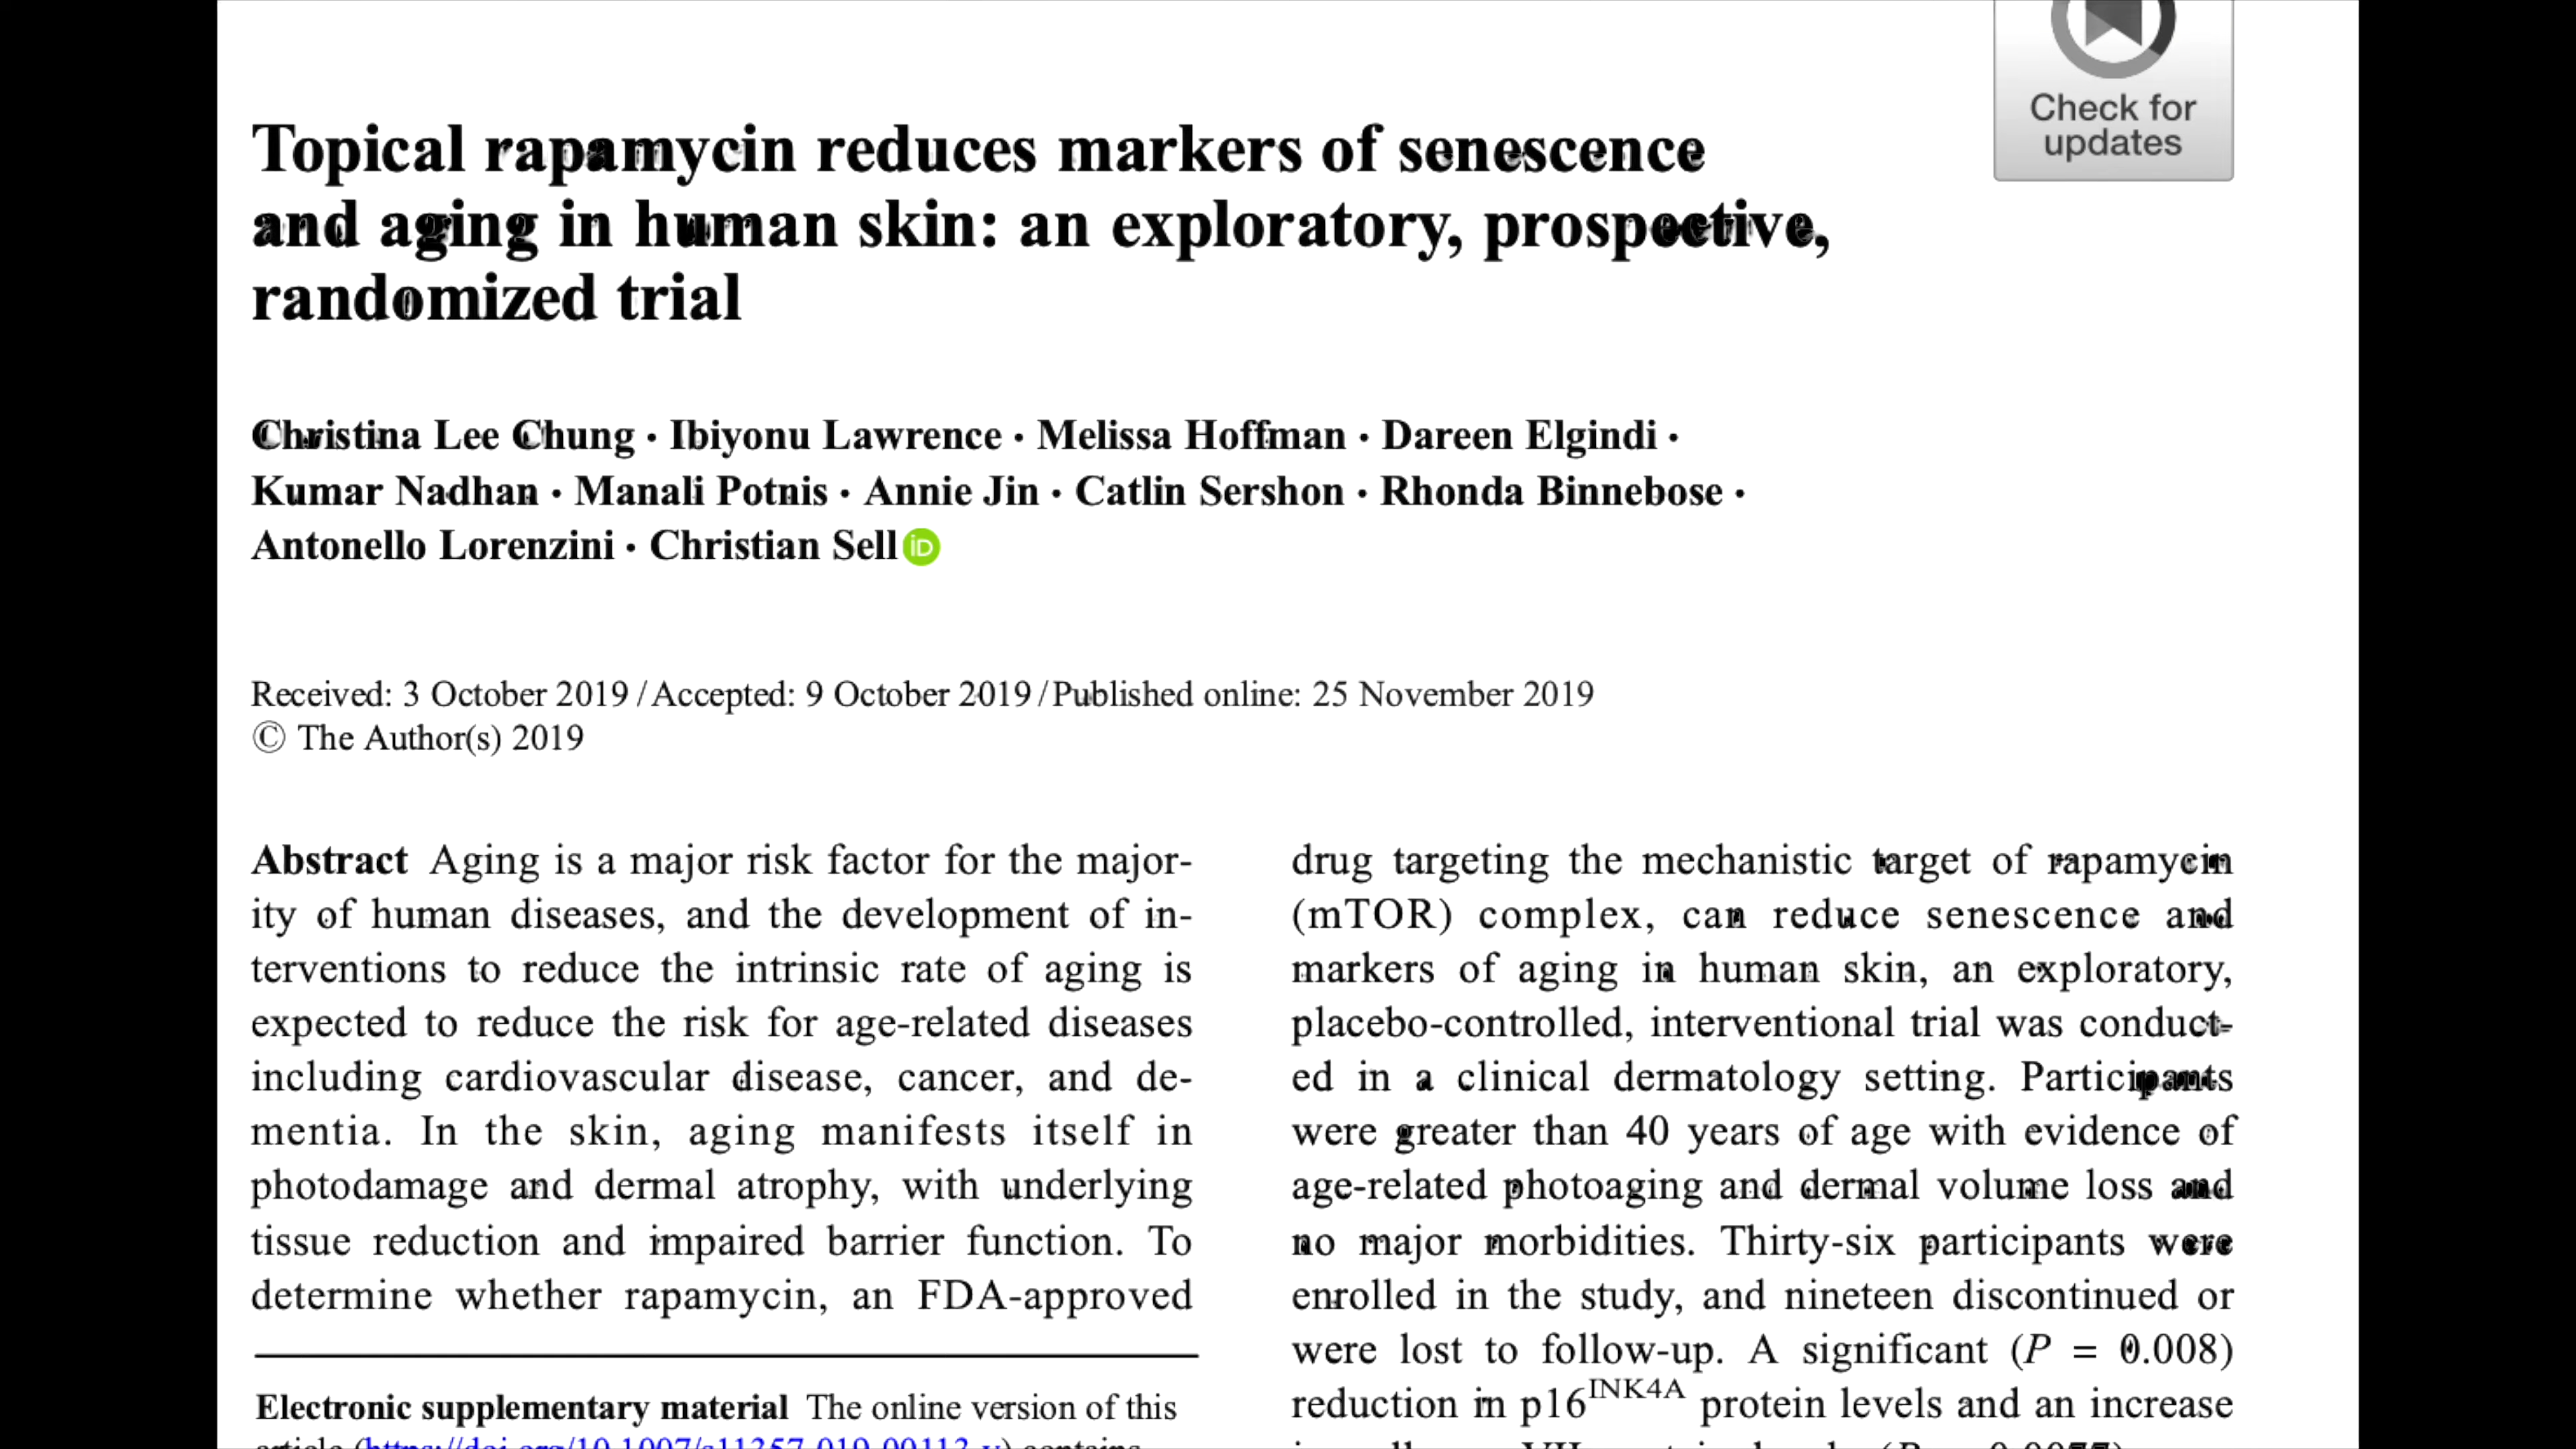 Check for
updates
Topical rapamycin reduces markers of senescence
and aging in human skin: an exploratory, prospective,
randomized trial
Christina Lee Chung · Ibiyonu Lawrence · Melissa Hoffman · Dareen Elgindi ·
Kumar Nadhan · Manali Potnis · Annie Jin · Catlin Sershon · Rhonda Binnebose ·
Antonello Lorenzini · Christian Sell iD
Received: 3 October 2019 / Accepted: 9 October 2019 / Published online: 25 November 2019
© The Author(s) 2019
Abstract Aging is a major risk factor for the major-
ity of human diseases, and the development of in-
terventions to reduce the intrinsic rate of aging is
expected to reduce the risk for age-related diseases
including cardiovascular disease, cancer, and de-
mentia. In the skin, aging manifests itself in
photodamage and dermal atrophy, with underlying
tissue reduction and impaired barrier function. To
determine whether rapamycin, an FDA-approved
Electronic supplementary material The online version of this
drug targeting the mechanistic target of rapamycin
(mTOR) complex, can reduce senescence and
markers of aging in human skin, an exploratory,
placebo-controlled, interventional trial was conduct-
ed in a clinical dermatology setting. Participants
were greater than 40 years of age with evidence of
age-related photoaging and dermal volume loss and
no major morbidities. Thirty-six participants were
enrolled in the study, and nineteen discontinued or
were lost to follow-up. A significant (P = 0.008)
reduction in p16INK4A protein levels and an increase